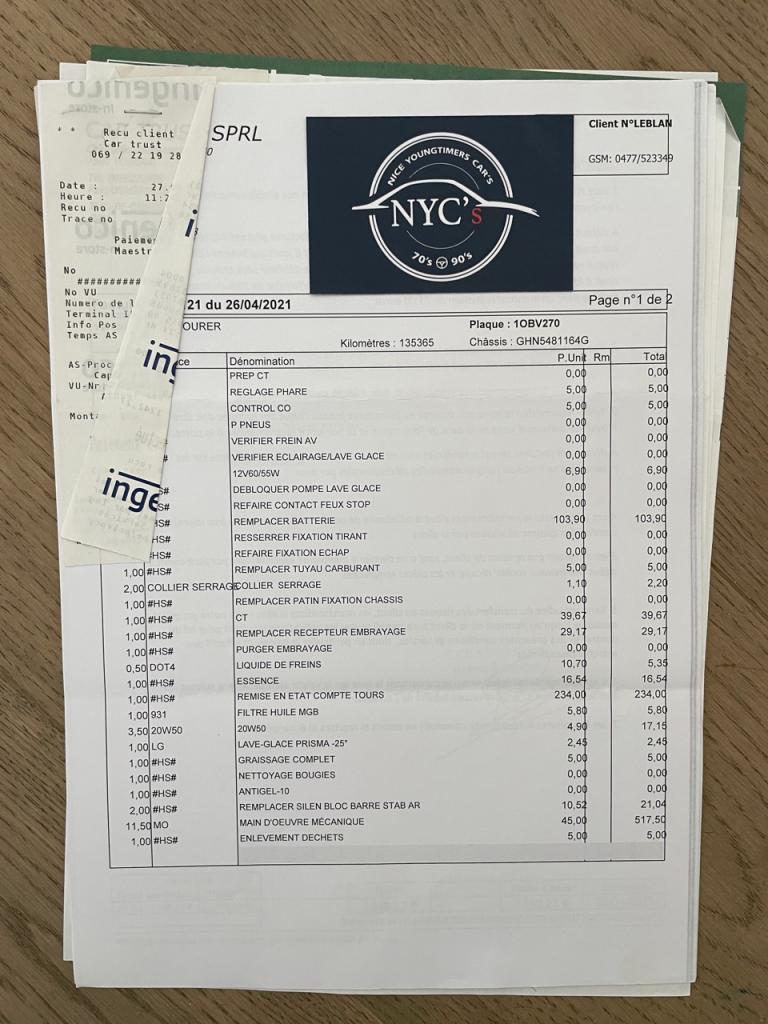 ingenico
in-store
* * Recu client
Car trust
069 / 22 19 28
Date : 27.
Heure : 11:
Recu no
Trace no
Paiemen
Maestr
No
##########
No VU
Numero de l
Terminal I
Info Pos
Temps AS
AS-Proc
Cap
VU-Nr
Mont
in
in
inge
SPRL
NICE YOUNGTIMERS CAR'S
NYC's
70's 90's
Client N°LEBLAN
GSM: 0477/523349
21 du 26/04/2021
Page n°1 de 2
OURER
Plaque : 1OBV270
Kilomètres : 135365 Châssis : GHN5481164G
ce Dénomination P.Unit Rm Total
PREP CT 0,00 0,00
REGLAGE PHARE 5,00 5,00
CONTROL CO 5,00 5,00
P PNEUS 0,00 0,00
VERIFIER FREIN AV 0,00 0,00
# VERIFIER ECLAIRAGE/LAVE GLACE 0,00 0,00
12V60/55W 6,90 6,90
S# DEBLOQUER POMPE LAVE GLACE 0,00 0,00
S# REFAIRE CONTACT FEUX STOP 0,00 0,00
HS# REMPLACER BATTERIE 103,90 103,90
HS# RESSERRER FIXATION TIRANT 0,00 0,00
#HS# REFAIRE FIXATION ECHAP 0,00 0,00
1,00 #HS# REMPLACER TUYAU CARBURANT 5,00 5,00
2,00 COLLIER SERRAGE COLLIER SERRAGE 1,10 2,20
1,00 #HS# REMPLACER PATIN FIXATION CHASSIS 0,00 0,00
1,00 #HS# CT 39,67 39,67
1,00 #HS# REMPLACER RECEPTEUR EMBRAYAGE 29,17 29,17
1,00 #HS# PURGER EMBRAYAGE 0,00 0,00
0,50 DOT4 LIQUIDE DE FREINS 10,70 5,35
1,00 #HS# ESSENCE 16,54 16,54
1,00 #HS# REMISE EN ETAT COMPTE TOURS 234,00 234,00
1,00 931 FILTRE HUILE MGB 5,80 5,80
3,50 20W50 20W50 4,90 17,15
1,00 LG LAVE-GLACE PRISMA -25° 2,45 2,45
1,00 #HS# GRAISSAGE COMPLET 5,00 5,00
1,00 #HS# NETTOYAGE BOUGIES 0,00 0,00
1,00 #HS# ANTIGEL-10 0,00 0,00
2,00 #HS# REMPLACER SILEN BLOC BARRE STAB AR 10,52 21,04
11,50 MO MAIN D'OEUVRE MÉCANIQUE 45,00 517,50
1,00 #HS# ENLEVEMENT DECHETS 5,00 5,00